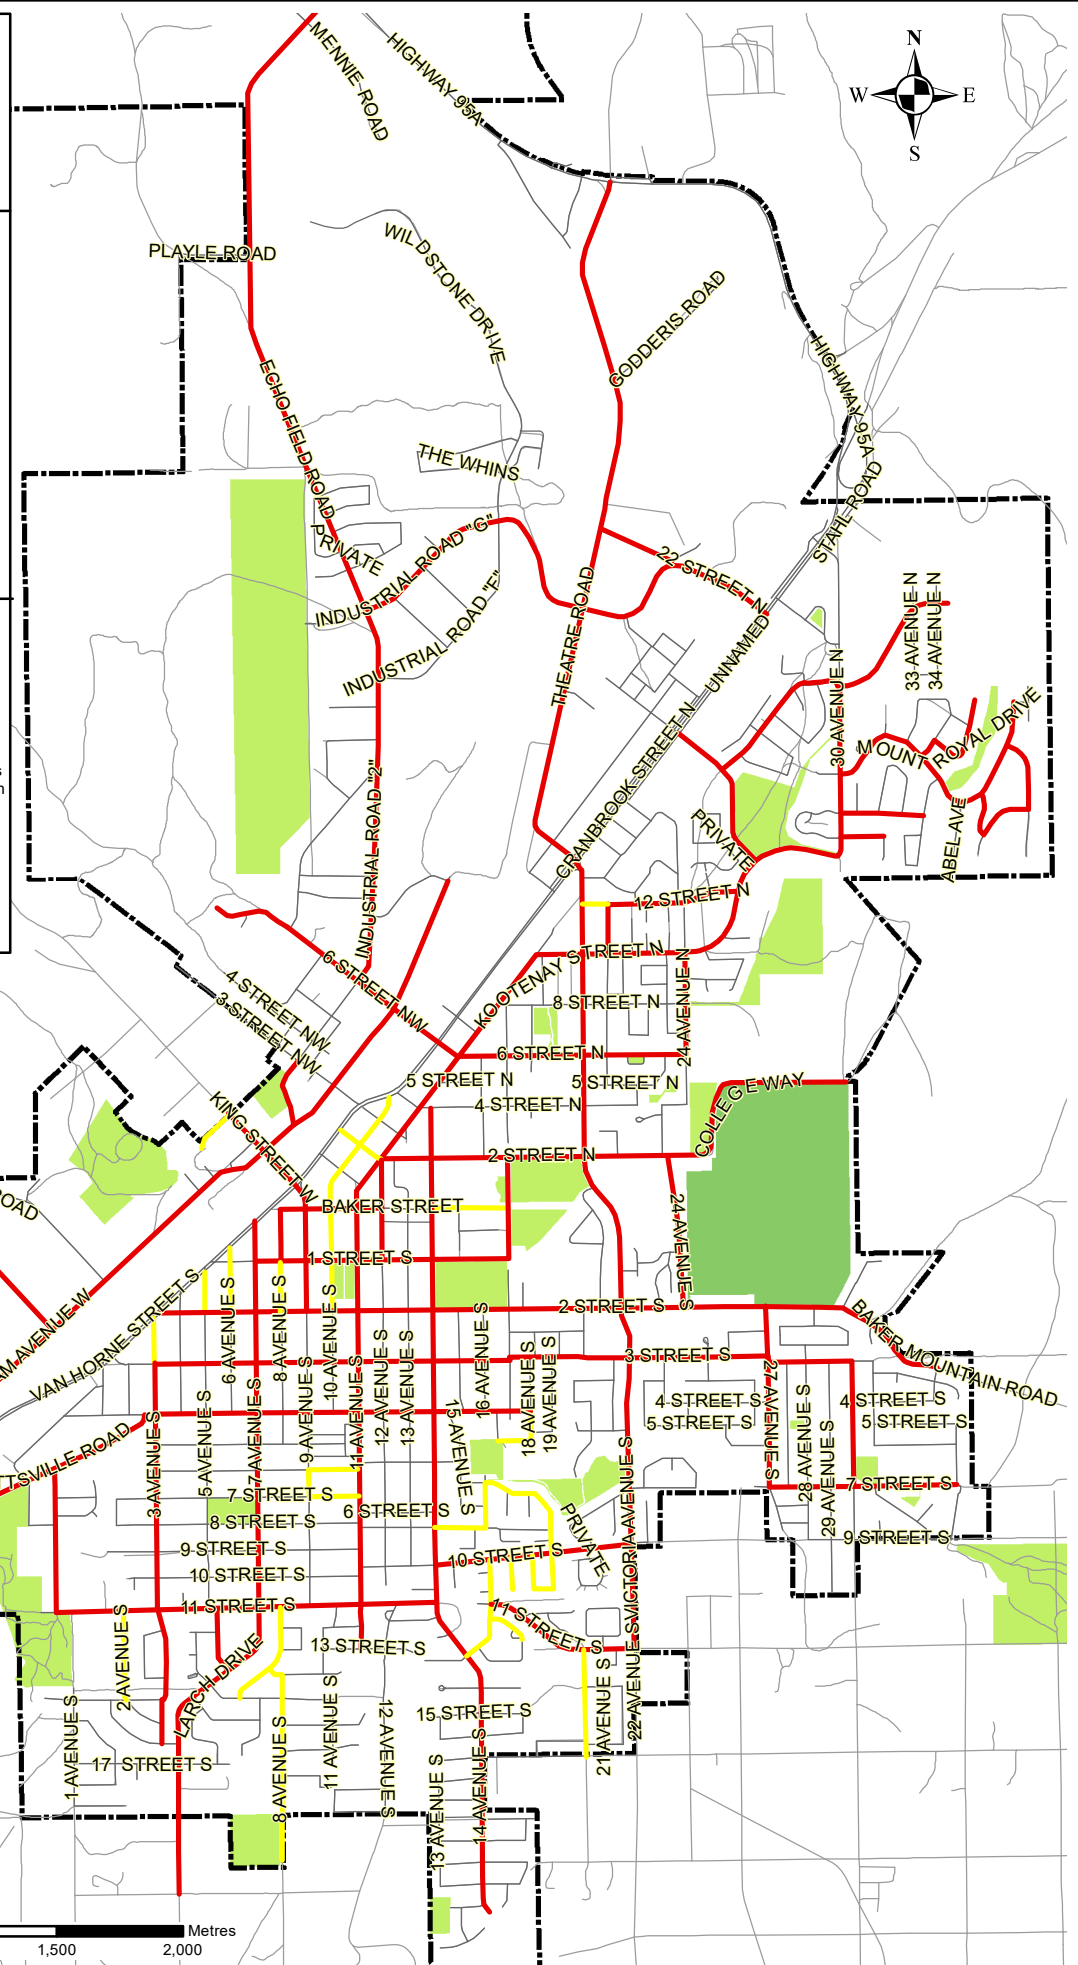 MENNIE ROAD
HIGHWAY 95A
N
W
E
S
PLAYLE ROAD
WILDSTONE DRIVE
GODDERIS ROAD
HIGHWAY 95A
ECHO FIELD ROAD
THE WHINS
STAHL ROAD
PRIVATE
INDUSTRIAL ROAD "G"
22 STREET N
INDUSTRIAL ROAD "F"
THEATRE ROAD
UNNAMED
33 AVENUE N
34 AVENUE N
30 AVENUE N
MOUNT ROYAL DRIVE
CRANBROOK STREET N
INDUSTRIAL ROAD "2"
PRIVATE
ABEL AVE
12 STREET N
6 STREET NW
KOOTENAY STREET N
4 STREET NW
3 STREET NW
8 STREET N
24 AVENUE N
6 STREET N
5 STREET N
5 STREET N
4 STREET N
COLLEGE WAY
KING STREET W
2 STREET N
OAD
BAKER STREET
24 AVENUE S
1 STREET S
VAN HORNE STREET S
6 AVENUE S
8 AVENUE S
10 AVENUE S
2 STREET S
BAKER MOUNTAIN ROAD
AM AVENUE W
16 AVENUE S
12 AVENUE S
13 AVENUE S
18 AVENUE S
19 AVENUE S
3 STREET S
9 AVENUE S
11 AVENUE S
7 AVENUE S
5 AVENUE S
3 AVENUE S
15 AVENUE S
27 AVENUE S
28 AVENUE S
29 AVENUE S
4 STREET S
5 STREET S
4 STREET S
5 STREET S
TTSVILLE ROAD
7 STREET S
7 STREET S
6 STREET S
8 STREET S
PRIVATE
VICTORIA AVENUE S
9 STREET S
9 STREET S
10 STREET S
10 STREET S
11 STREET S
11 STREET S
2 AVENUE S
LARCH DRIVE
13 STREET S
22 AVENUE S
21 AVENUE S
1 AVENUE S
11 AVENUE S
12 AVENUE S
15 STREET S
8 AVENUE S
17 STREET S
13 AVENUE S
14 AVENUE S
Metres
1,500
2,000